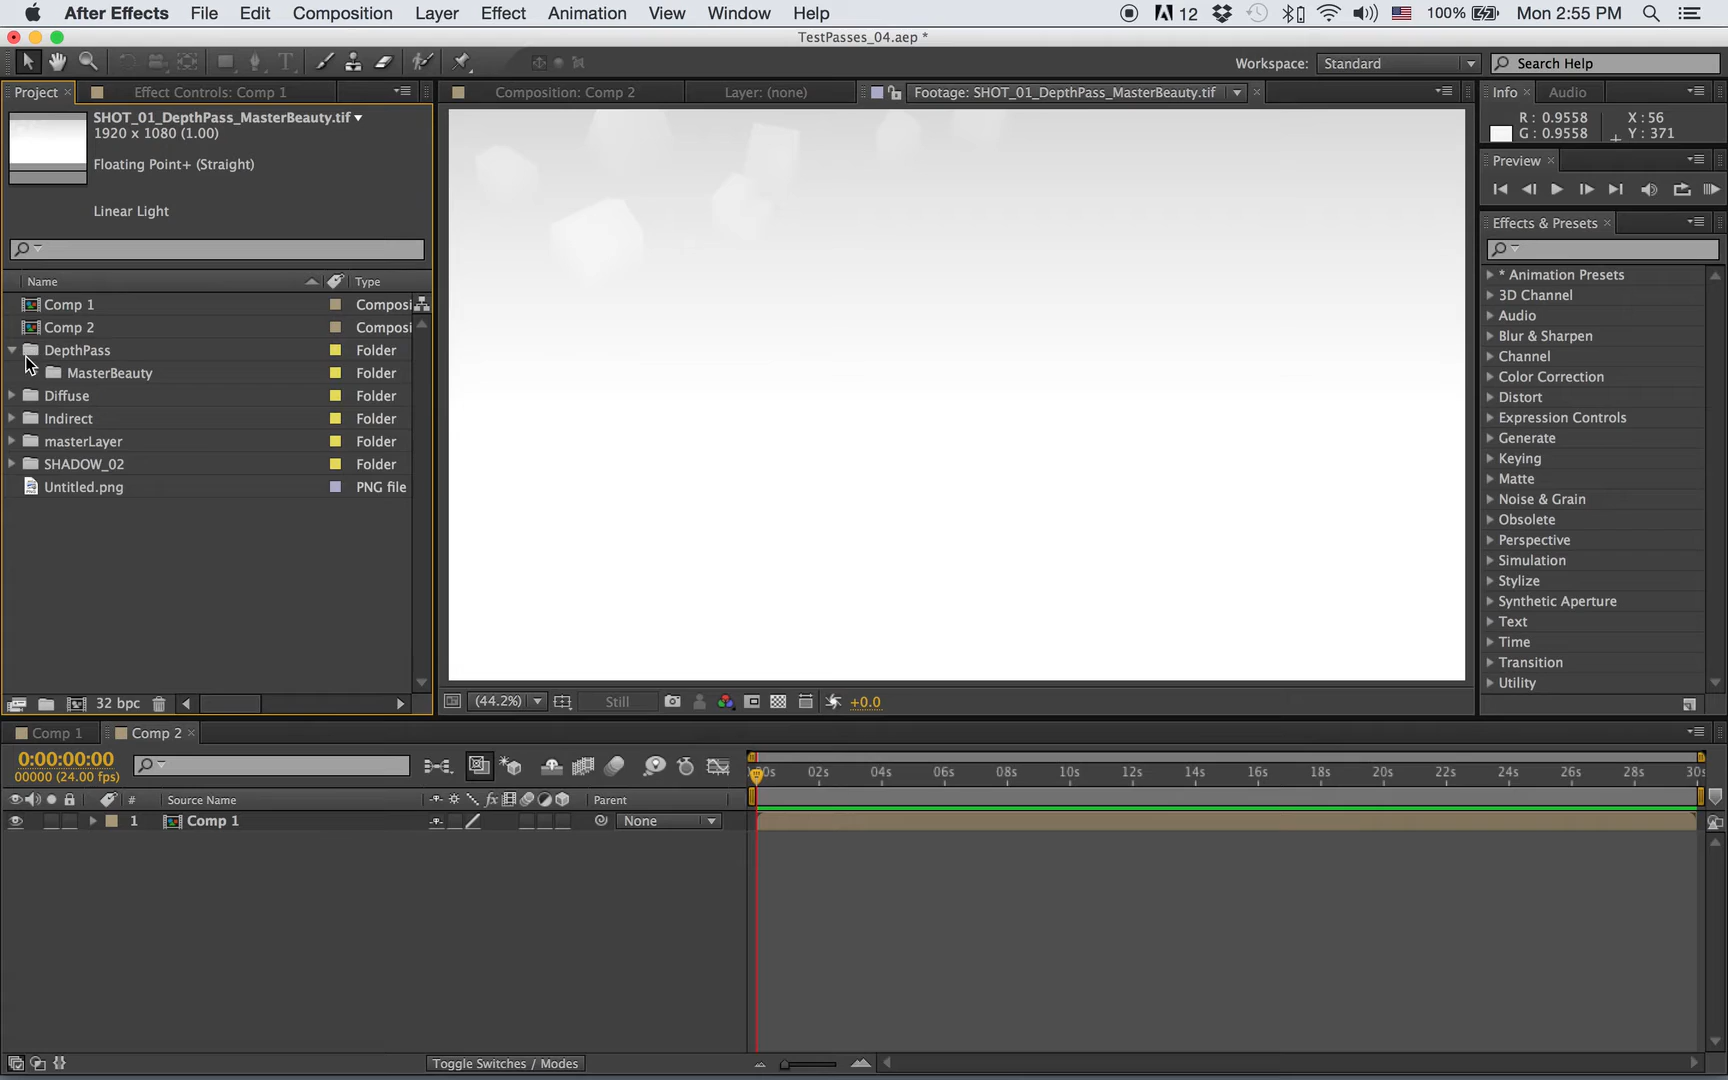 After Effects File Edit Composition Layer Effect Animation View Window Help 12 100% Mon 2:55 PM
TestPasses_04.aep *
Workspace: Standard Search Help
Project Effect Controls: Comp 1 Composition: Comp 2 Layer: (none) Footage: SHOT_01_DepthPass_MasterBeauty.tif Info Audio
SHOT_01_DepthPass_MasterBeauty.tif
1920 x 1080 (1.00)
Floating Point+ (Straight)
Linear Light
Name Type
Comp 1 Composi
Comp 2 Composi
DepthPass Folder
MasterBeauty Folder
Diffuse Folder
Indirect Folder
masterLayer Folder
SHADOW_02 Folder
Untitled.png PNG file
32 bpc
(44.2%) Still +0.0
R : 0.9558 X : 56
G : 0.9558 Y : 371
Preview
Effects & Presets
* Animation Presets
3D Channel
Audio
Blur & Sharpen
Channel
Color Correction
Distort
Expression Controls
Generate
Keying
Matte
Noise & Grain
Obsolete
Perspective
Simulation
Stylize
Synthetic Aperture
Text
Time
Transition
Utility
Comp 1 Comp 2
0:00:00:00
00000 (24.00 fps)
00s 02s 04s 06s 08s 10s 12s 14s 16s 18s 20s 22s 24s 26s 28s 30s
# Source Name fx Parent
1 Comp 1 None
Toggle Switches / Modes